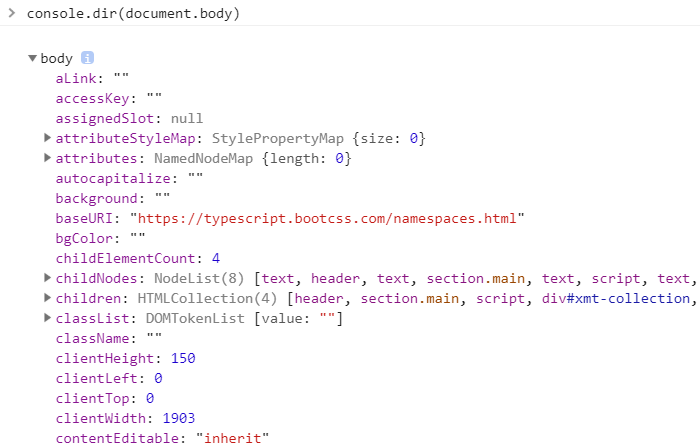 > console.dir(document.body)
▼body i
aLink: ""
accessKey: ""
assignedSlot: null
▶attributeStyleMap: StylePropertyMap {size: 0}
▶attributes: NamedNodeMap {length: 0}
autocapitalize: ""
background: ""
baseURI: "https://typescript.bootcss.com/namespaces.html"
bgColor: ""
childElementCount: 4
▶childNodes: NodeList(8) [text, header, text, section.main, text, script, text,
▶children: HTMLCollection(4) [header, section.main, script, div#xmt-collection,
▶classList: DOMTokenList [value: ""]
className: ""
clientHeight: 150
clientLeft: 0
clientTop: 0
clientWidth: 1903
contentEditable: "inherit"